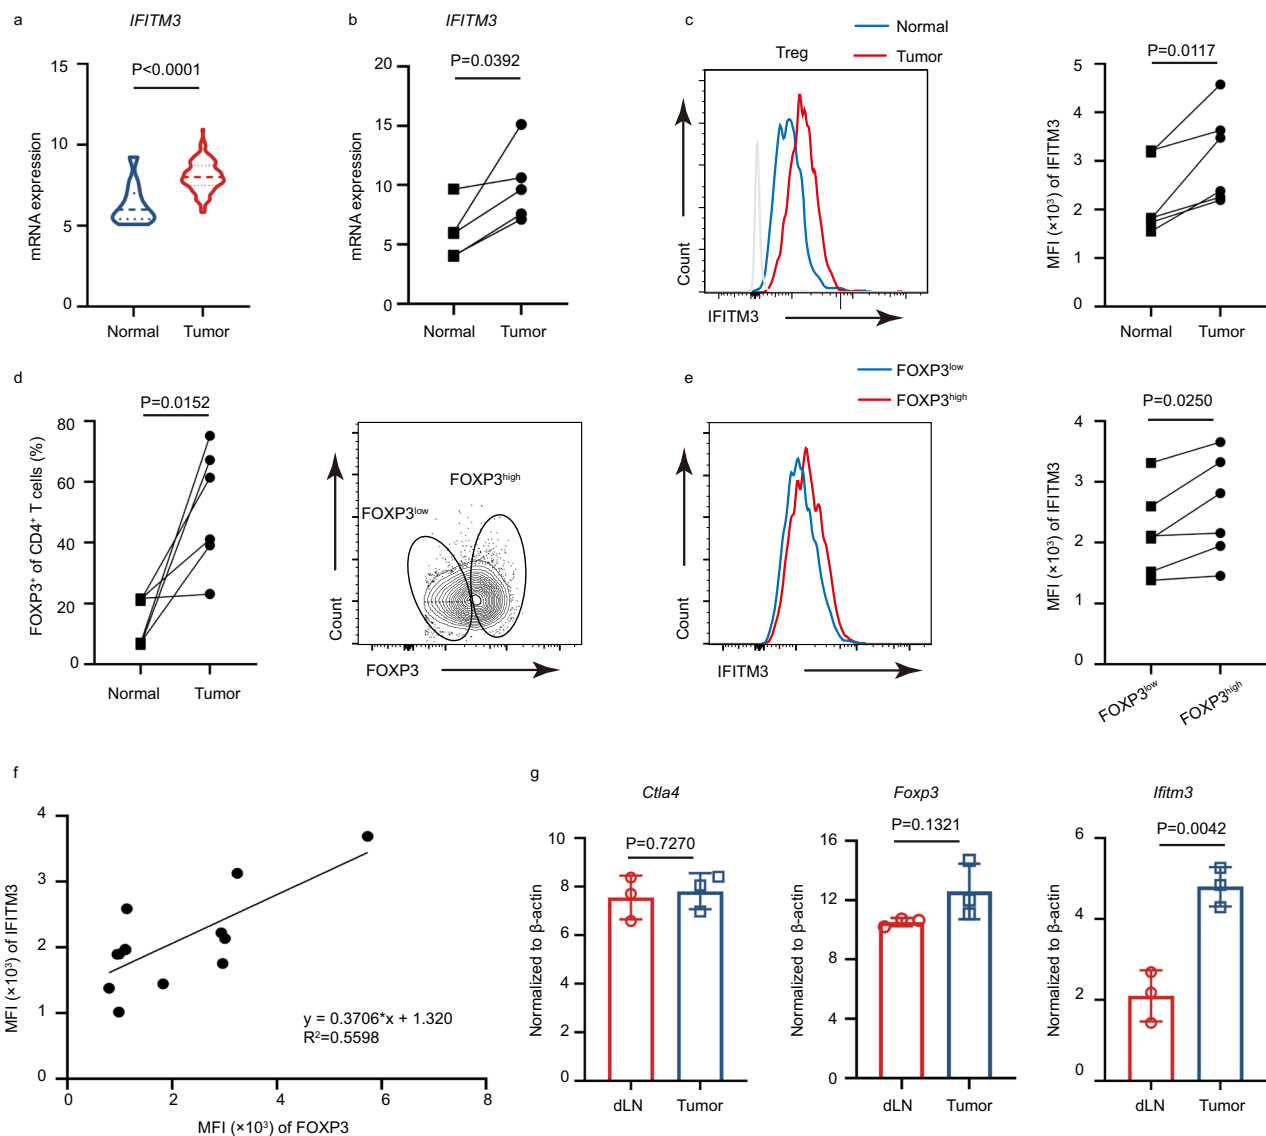 a
IFITM3
P<0.0001
mRNA expression
15
10
5
0
Normal
Tumor
b
IFITM3
P=0.0392
mRNA expression
20
15
10
5
0
Normal
Tumor
c
Normal
Tumor
Treg
Count
IFITM3
P=0.0117
MFI (×10³) of IFITM3
5
4
3
2
1
0
Normal
Tumor
d
P=0.0152
FOXP3⁺ of CD4⁺ T cells (%)
80
60
40
20
0
Normal
Tumor
FOXP3ʰⁱᵍʰ
FOXP3ˡᵒʷ
Count
FOXP3
e
FOXP3ˡᵒʷ
FOXP3ʰⁱᵍʰ
Count
IFITM3
P=0.0250
MFI (×10³) of IFITM3
4
3
2
1
0
FOXP3ˡᵒʷ
FOXP3ʰⁱᵍʰ
f
MFI (×10³) of IFITM3
4
3
2
1
0
y = 0.3706*x + 1.320
R²=0.5598
0
2
4
6
8
MFI (×10³) of FOXP3
g
Ctla4
P=0.7270
Normalized to β-actin
10
8
6
4
2
0
dLN
Tumor
Foxp3
P=0.1321
Normalized to β-actin
16
12
8
4
0
dLN
Tumor
Ifitm3
P=0.0042
Normalized to β-actin
6
4
2
0
dLN
Tumor